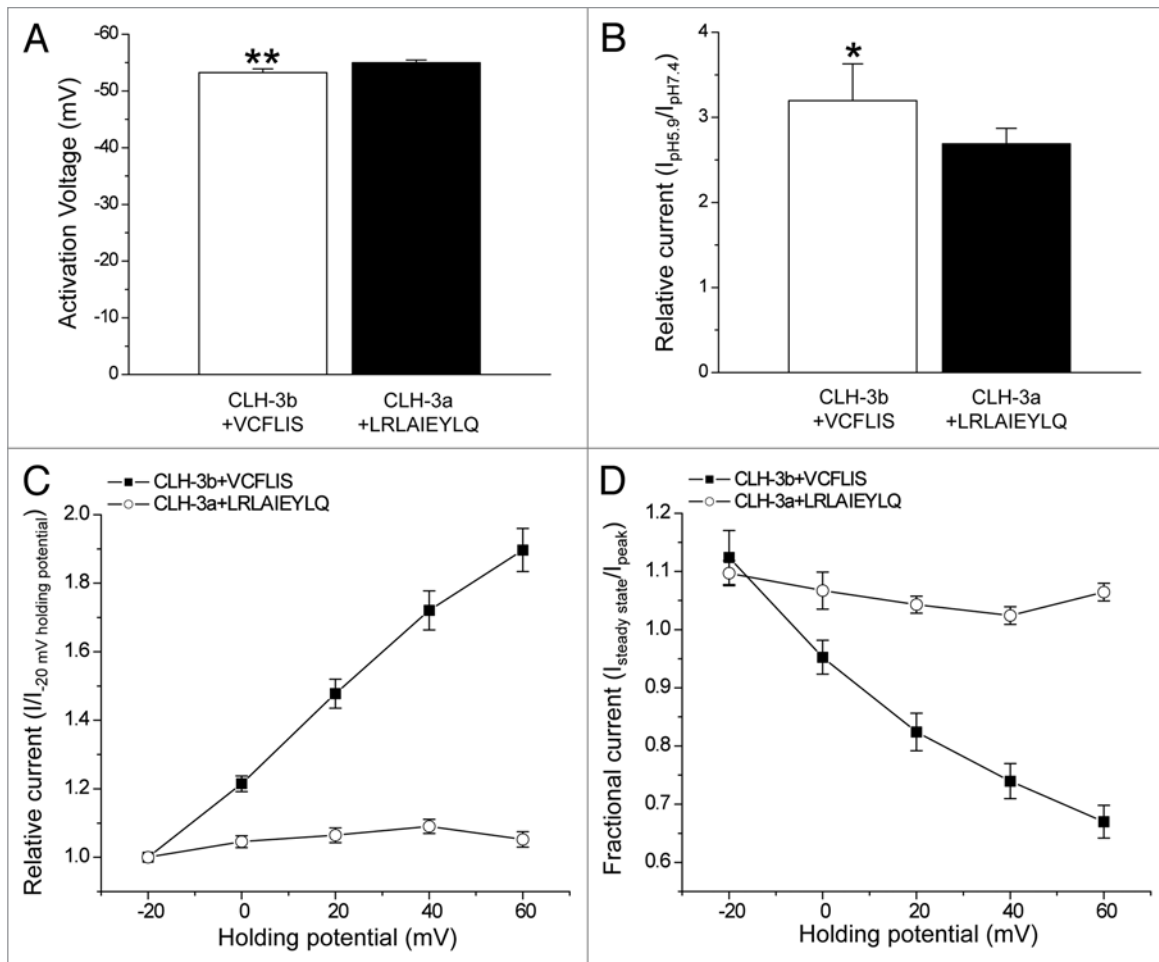 A
Activation Voltage (mV)
-60
-50
-40
-30
-20
-10
0
**
CLH-3b
+VCFLIS
CLH-3a
+LRLAIEYLQ
B
Relative current (IpH5.9/IpH7.4)
4
3
2
1
0
*
CLH-3b
+VCFLIS
CLH-3a
+LRLAIEYLQ
C
CLH-3b+VCFLIS
CLH-3a+LRLAIEYLQ
Relative current (I/I-20 mV holding potential)
2.0
1.8
1.6
1.4
1.2
1.0
-20 0 20 40 60
Holding potential (mV)
D
CLH-3b+VCFLIS
CLH-3a+LRLAIEYLQ
Fractional current (Isteady state/Ipeak)
1.2
1.1
1.0
0.9
0.8
0.7
0.6
-20 0 20 40 60
Holding potential (mV)